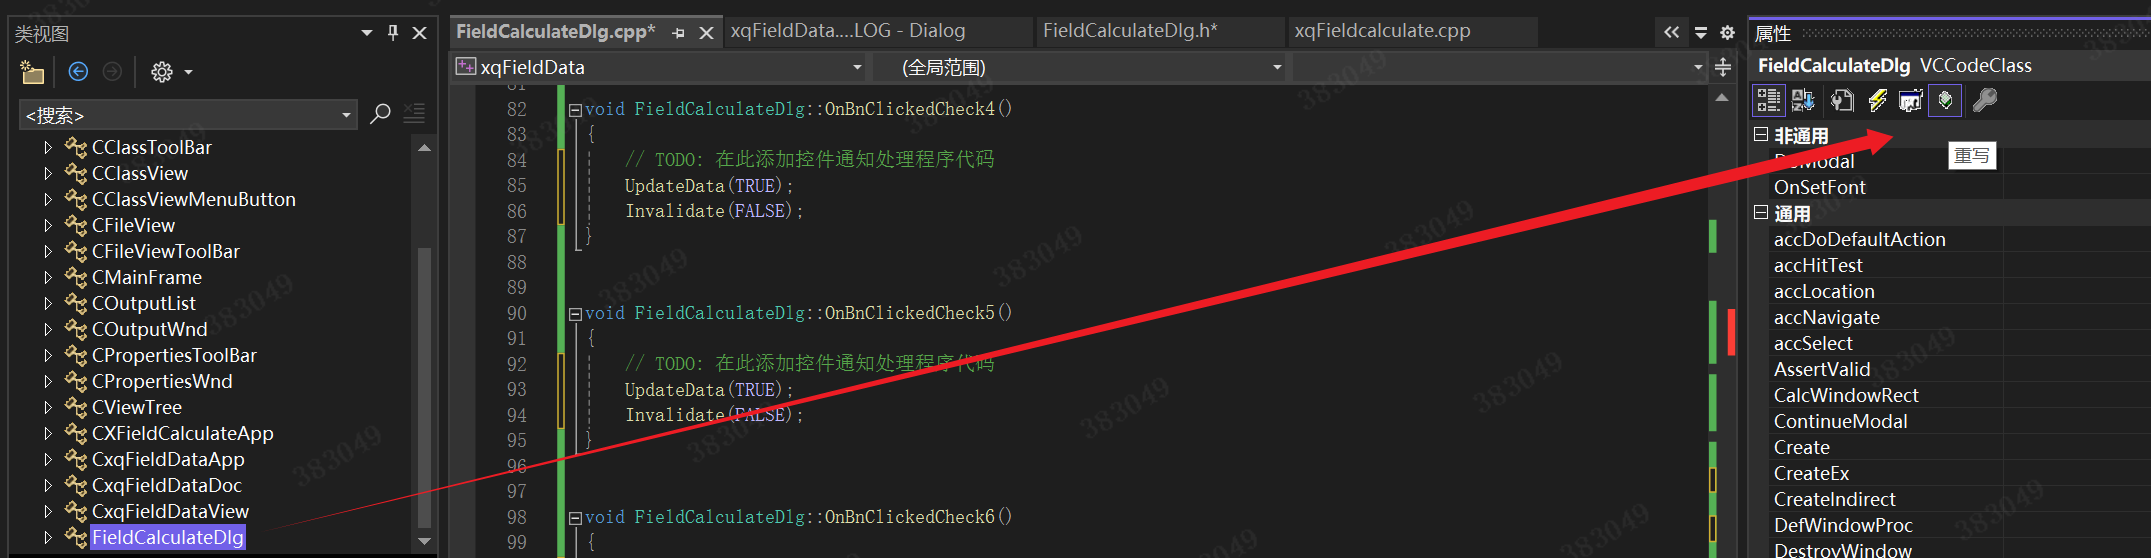 类视图
<搜索>
CClassToolBar
CClassView
CClassViewMenuButton
CFileView
CFileViewToolBar
CMainFrame
COutputList
COutputWnd
CPropertiesToolBar
CPropertiesWnd
CViewTree
CXFieldCalculateApp
CxqFieldDataApp
CxqFieldDataDoc
CxqFieldDataView
FieldCalculateDlg
FieldCalculateDlg.cpp*
xqFieldData....LOG - Dialog
FieldCalculateDlg.h*
xqFieldcalculate.cpp
xqFieldData
(全局范围)
81
82 void FieldCalculateDlg::OnBnClickedCheck4()
83 {
84 // TODO: 在此添加控件通知处理程序代码
85 UpdateData(TRUE);
86 Invalidate(FALSE);
87 }
88
89
90 void FieldCalculateDlg::OnBnClickedCheck5()
91 {
92 // TODO: 在此添加控件通知处理程序代码
93 UpdateData(TRUE);
94 Invalidate(FALSE);
95 }
96
97
98 void FieldCalculateDlg::OnBnClickedCheck6()
99 {
属性
FieldCalculateDlg VCCodeClass
非通用
DoModal
重写
OnSetFont
通用
accDoDefaultAction
accHitTest
accLocation
accNavigate
accSelect
AssertValid
CalcWindowRect
ContinueModal
Create
CreateEx
CreateIndirect
DefWindowProc
DestroyWindow
383049